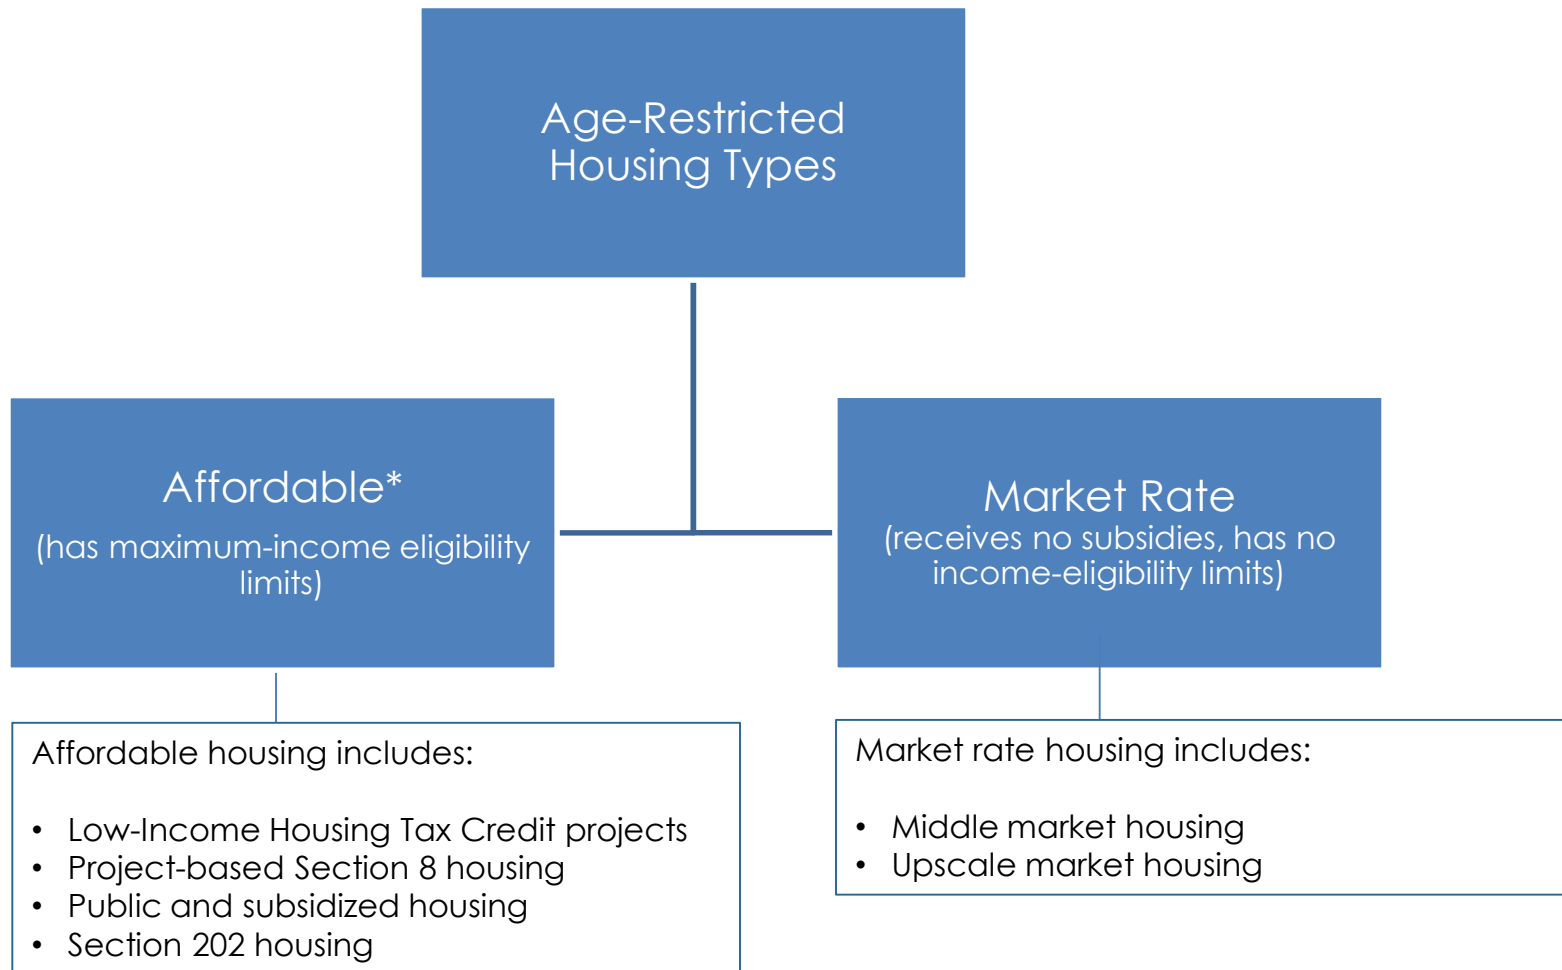 Age-Restricted
Housing Types
Affordable*
(has maximum-income eligibility
limits)
Market Rate
(receives no subsidies, has no
income-eligibility limits)
Affordable housing includes:
• Low-Income Housing Tax Credit projects
• Project-based Section 8 housing
• Public and subsidized housing
• Section 202 housing
Market rate housing includes:
• Middle market housing
• Upscale market housing